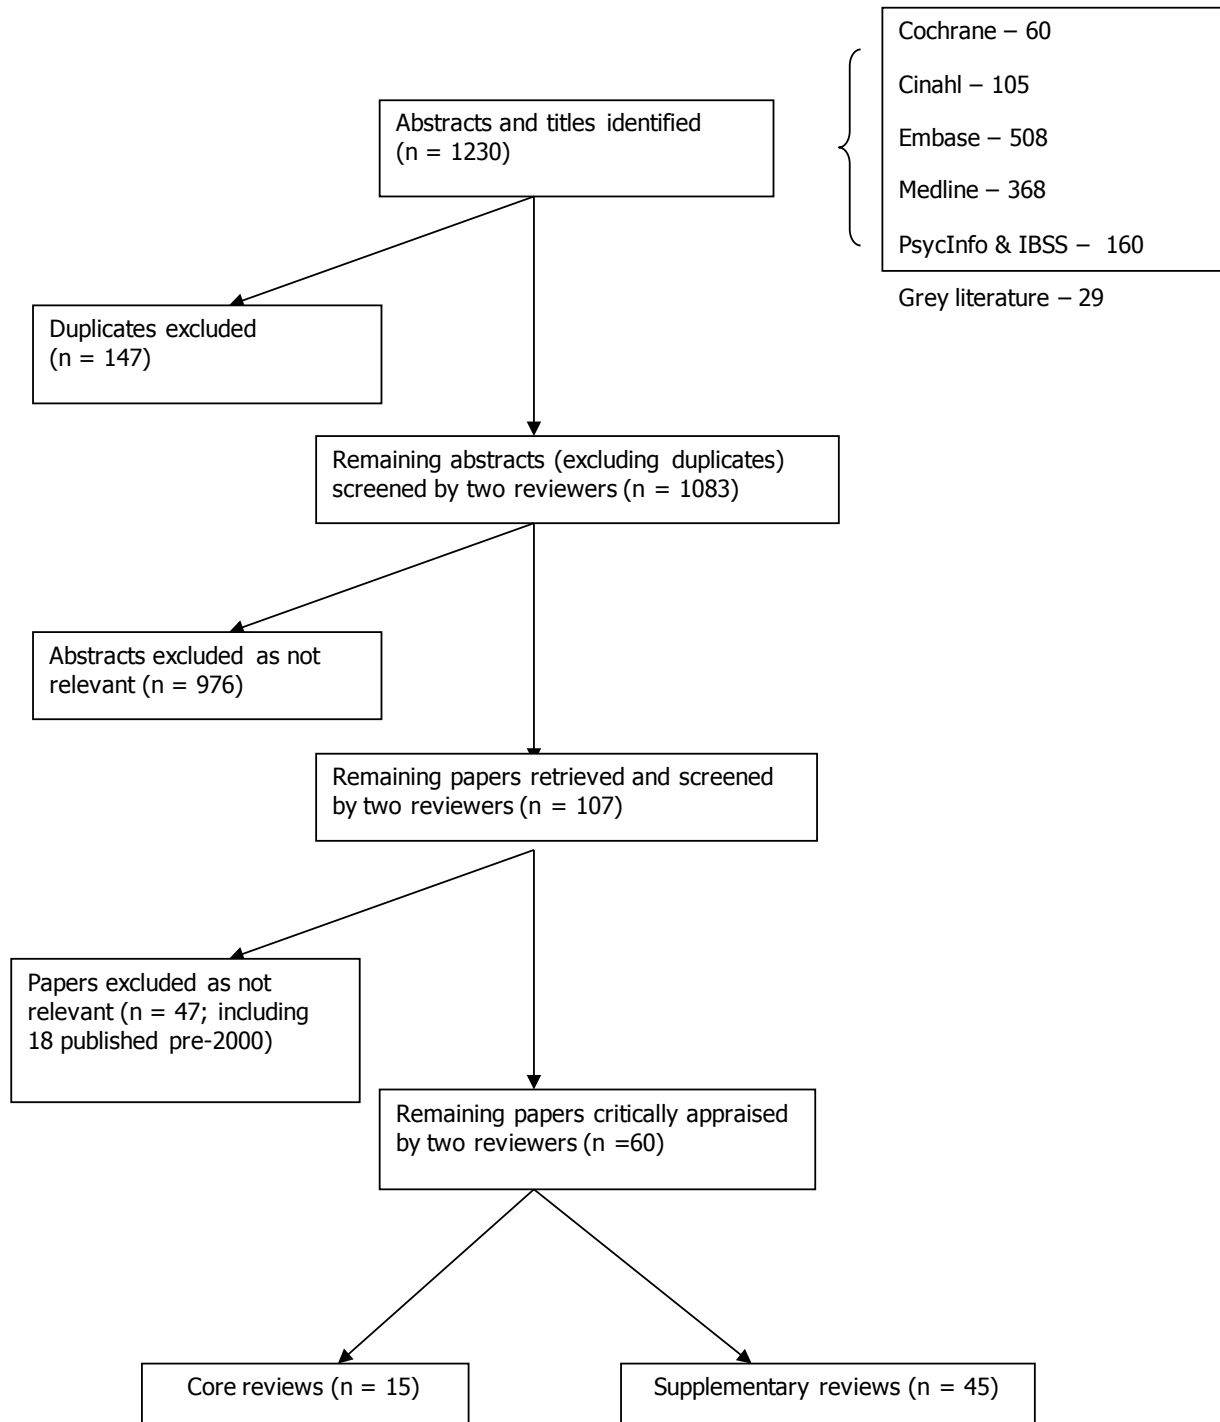 Cochrane – 60
Cinahl – 105
Embase – 508
Medline – 368
PsycInfo & IBSS – 160
Grey literature – 29
Abstracts and titles identified
(n = 1230)
Duplicates excluded
(n = 147)
Remaining abstracts (excluding duplicates)
screened by two reviewers (n = 1083)
Abstracts excluded as not
relevant (n = 976)
Remaining papers retrieved and screened
by two reviewers (n = 107)
Papers excluded as not
relevant (n = 47; including
18 published pre-2000)
Remaining papers critically appraised
by two reviewers (n =60)
Core reviews (n = 15)
Supplementary reviews (n = 45)